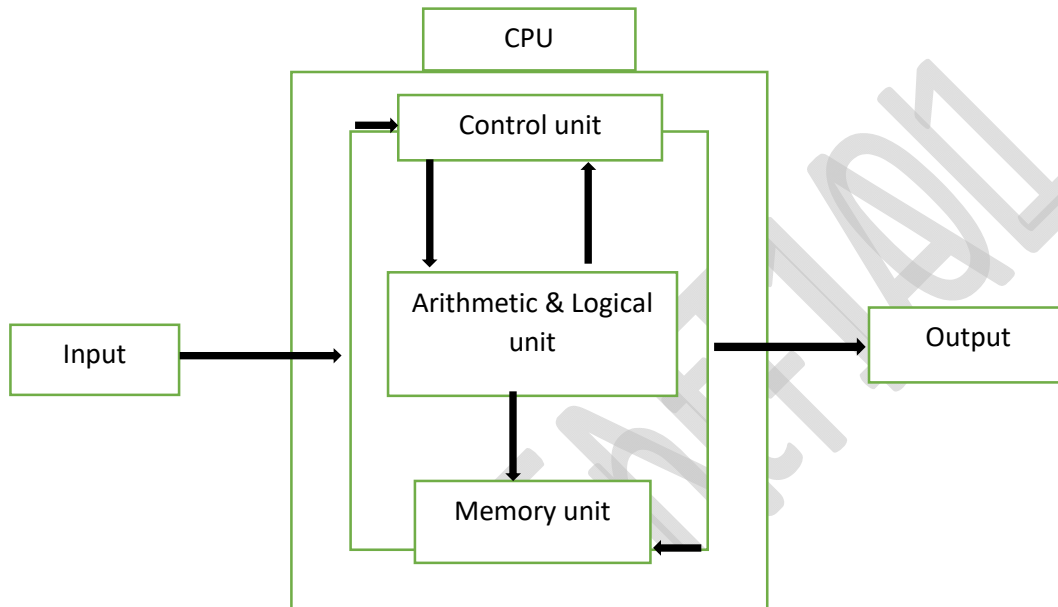 CPU
Control unit
Arithmetic & Logical
unit
Input
Output
Memory unit